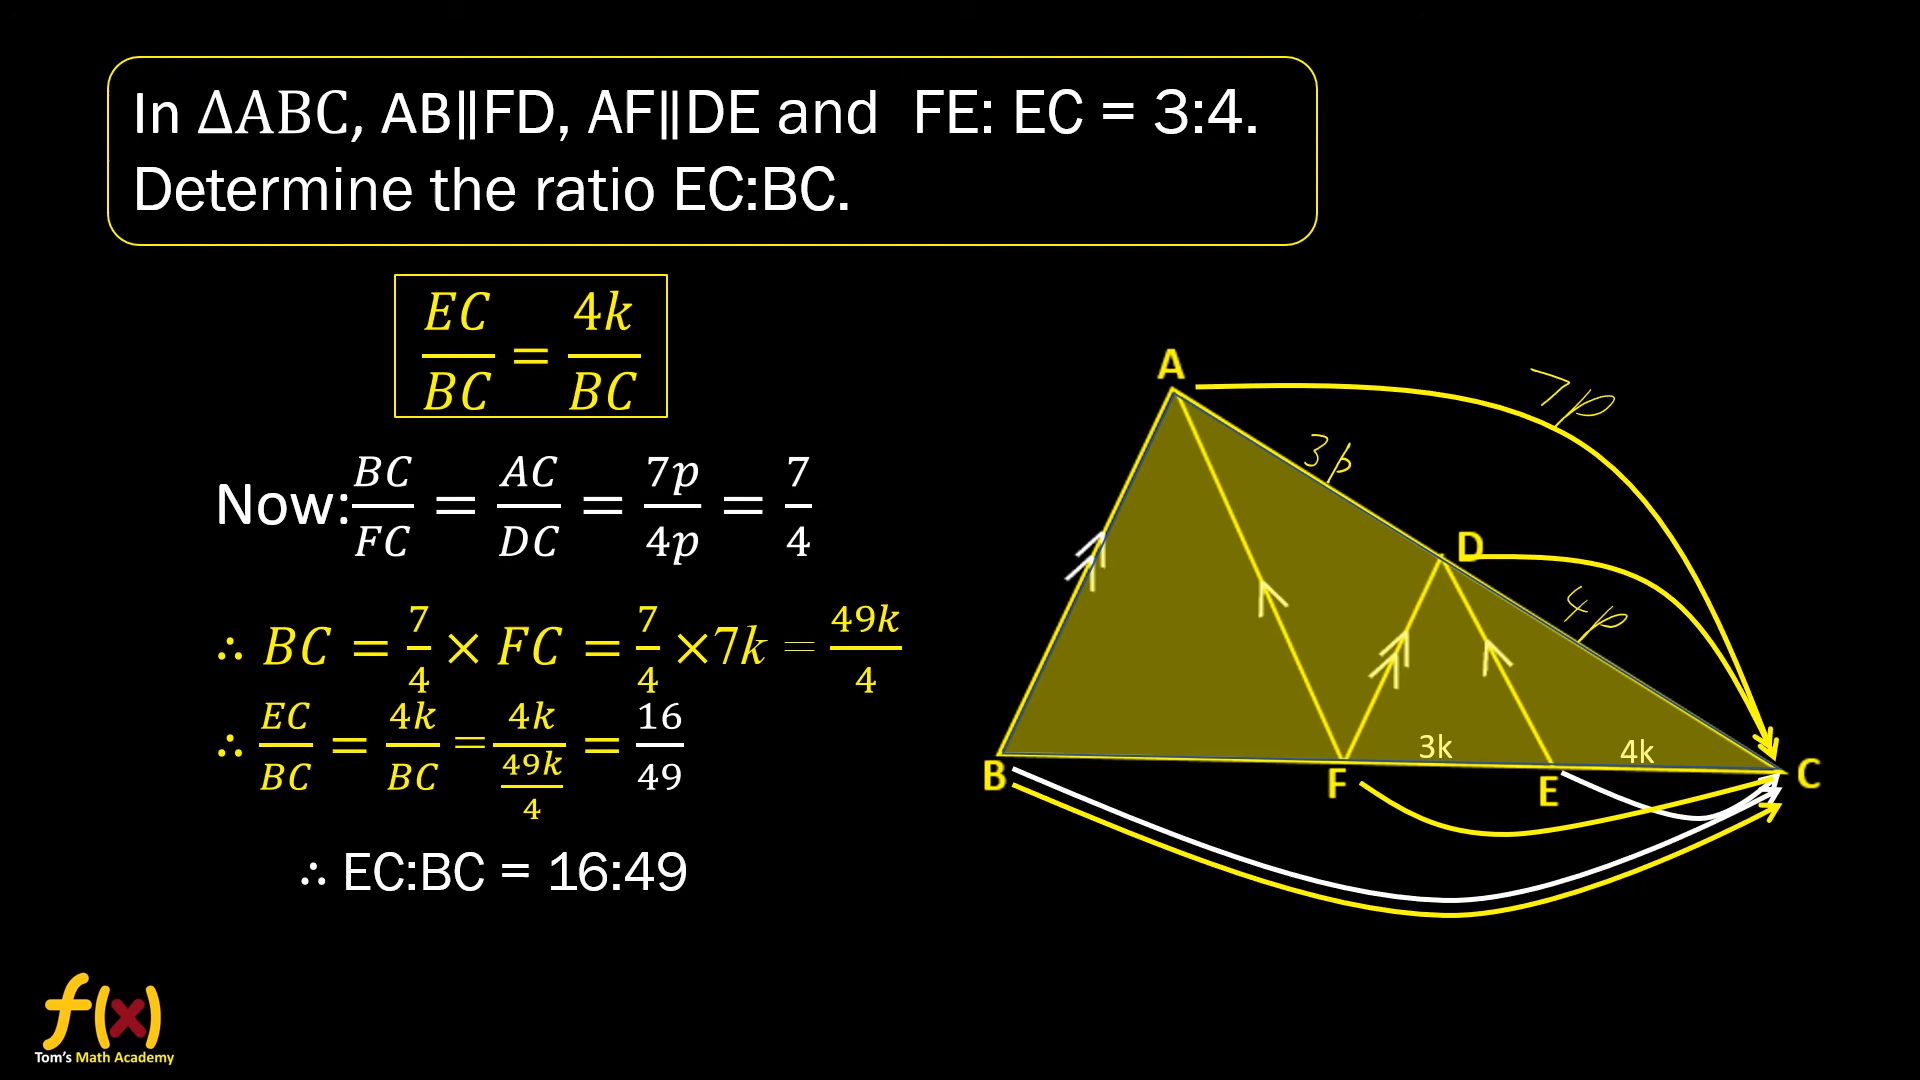 In ΔABC, AB∥FD, AF∥DE and FE: EC = 3:4.
Determine the ratio EC:BC.
EC/BC = 4k/BC
Now: BC/FC = AC/DC = 7p/4p = 7/4
∴ BC = 7/4 × FC = 7/4 ×7k = 49k/4
∴ EC/BC = 4k/BC = 4k/(49k/4) = 16/49
∴ EC:BC = 16:49
A
7p
3p
D
4p
3k
4k
B
F
E
C
f(x)
Tom's Math Academy